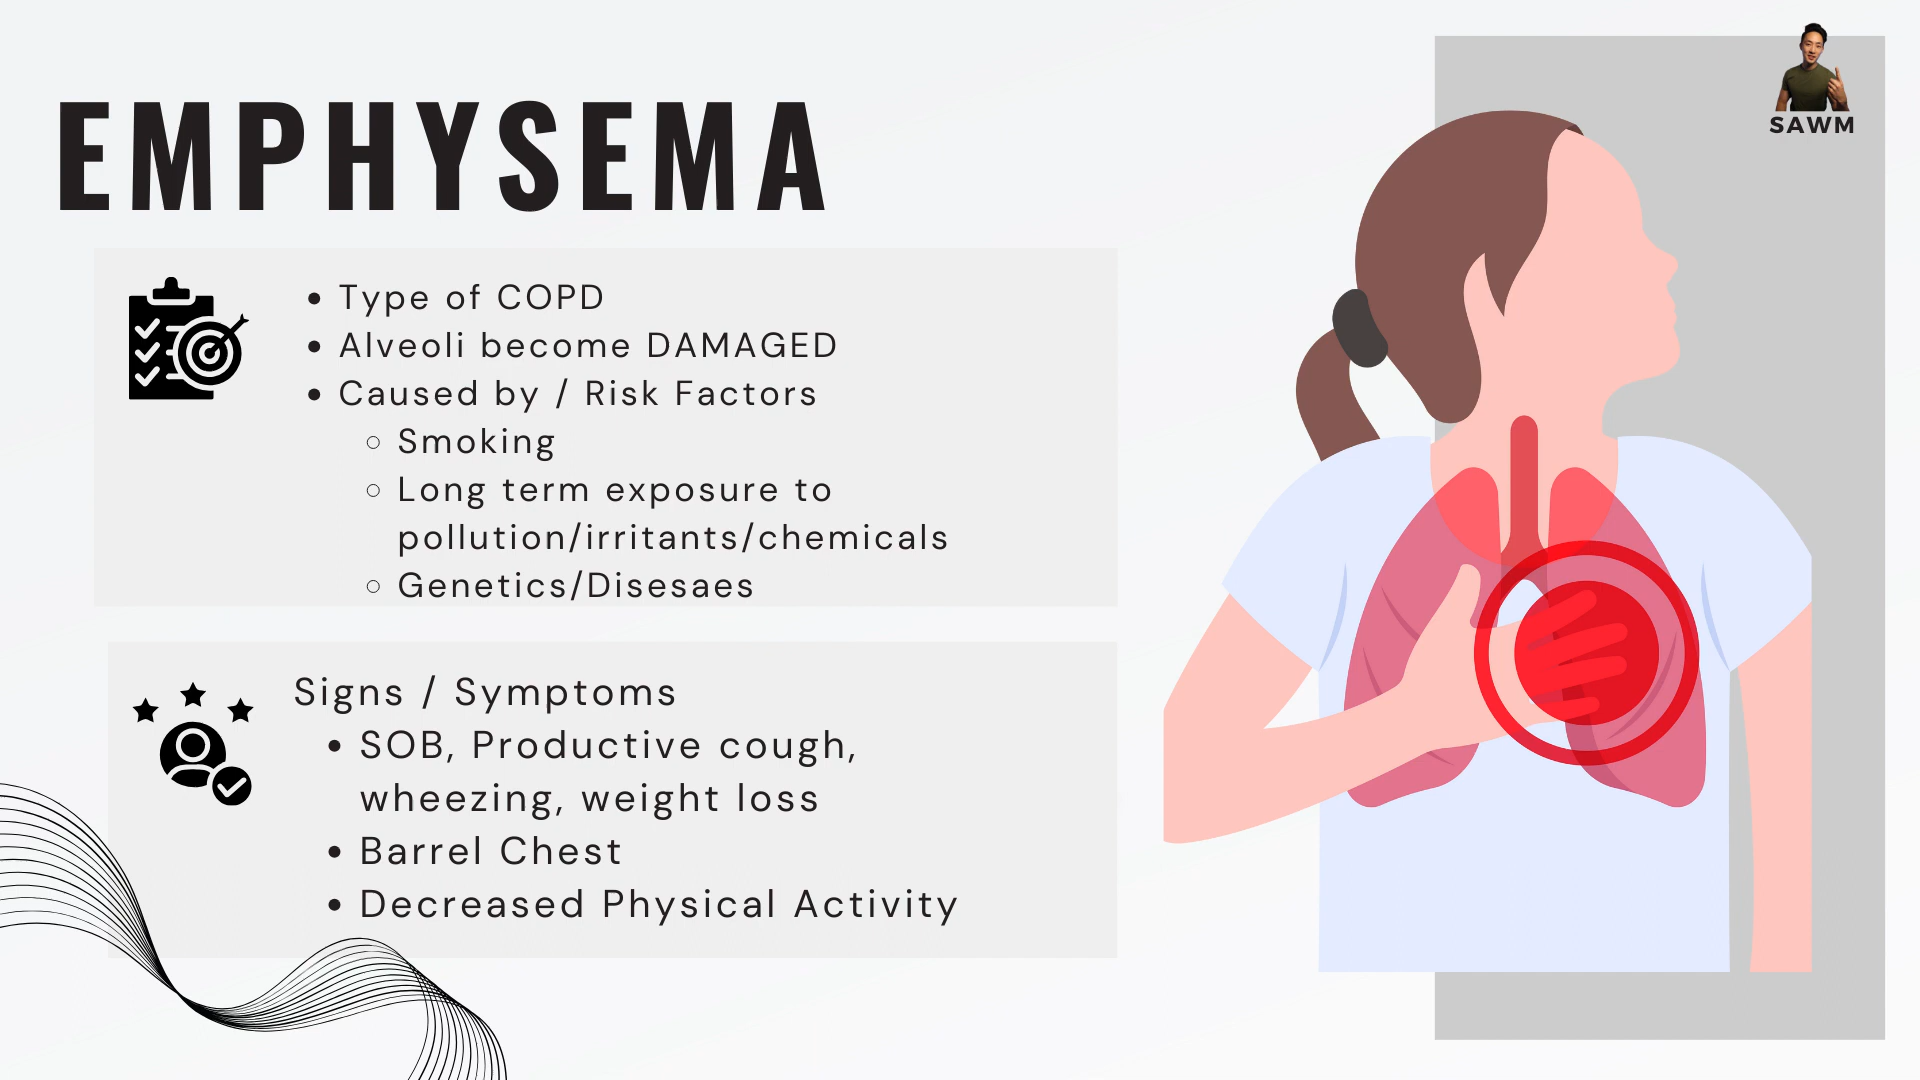 SAWM
EMPHYSEMA
Type of COPD
Alveoli become DAMAGED
Caused by / Risk Factors
Smoking
Long term exposure to
pollution/irritants/chemicals
Genetics/Disesaes
Signs / Symptoms
SOB, Productive cough,
wheezing, weight loss
Barrel Chest
Decreased Physical Activity